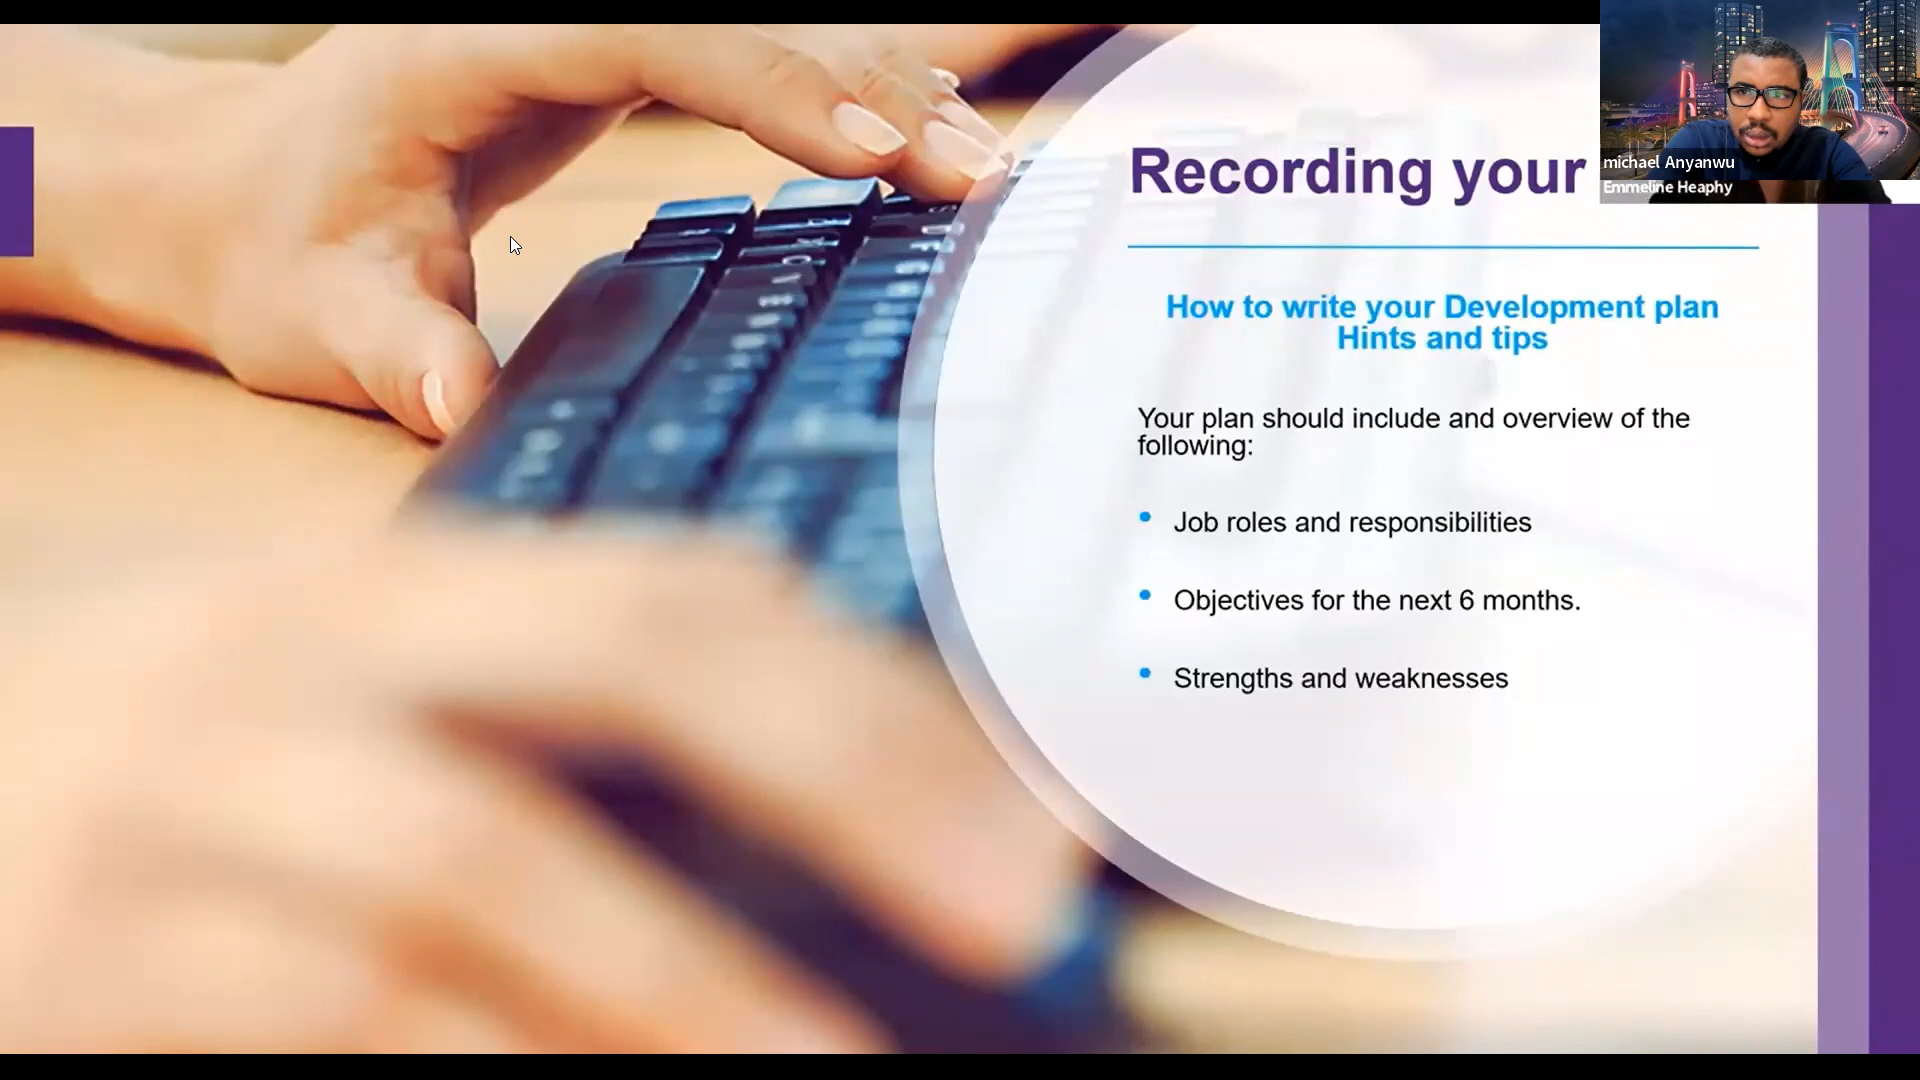 Recording your
michael Anyanwu
Emmeline Heaphy
How to write your Development plan
Hints and tips
Your plan should include and overview of the
following:
Job roles and responsibilities
Objectives for the next 6 months.
Strengths and weaknesses